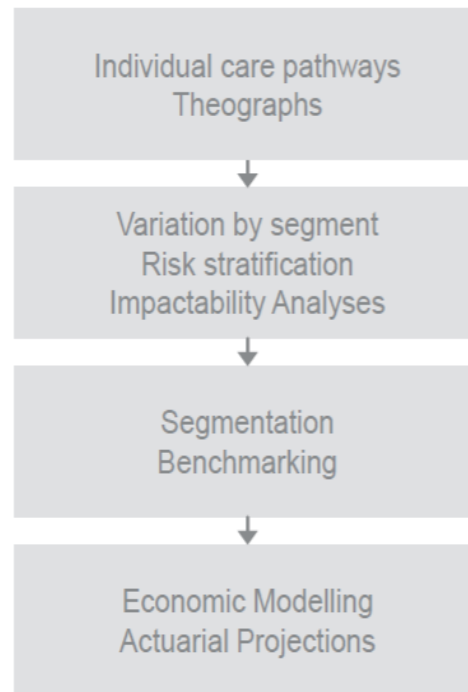 Individual care pathways
Theographs
Variation by segment
Risk stratification
Impactability Analyses
Segmentation
Benchmarking
Economic Modelling
Actuarial Projections